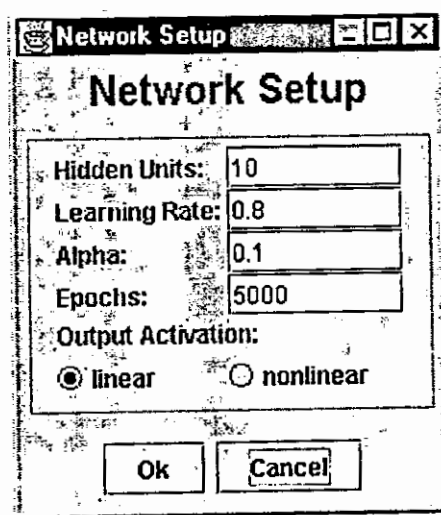 Network Setup
Network Setup
Hidden Units: 10
Learning Rate: 0.8
Alpha: 0.1
Epochs: 5000
Output Activation:
linear nonlinear
Ok Cancel